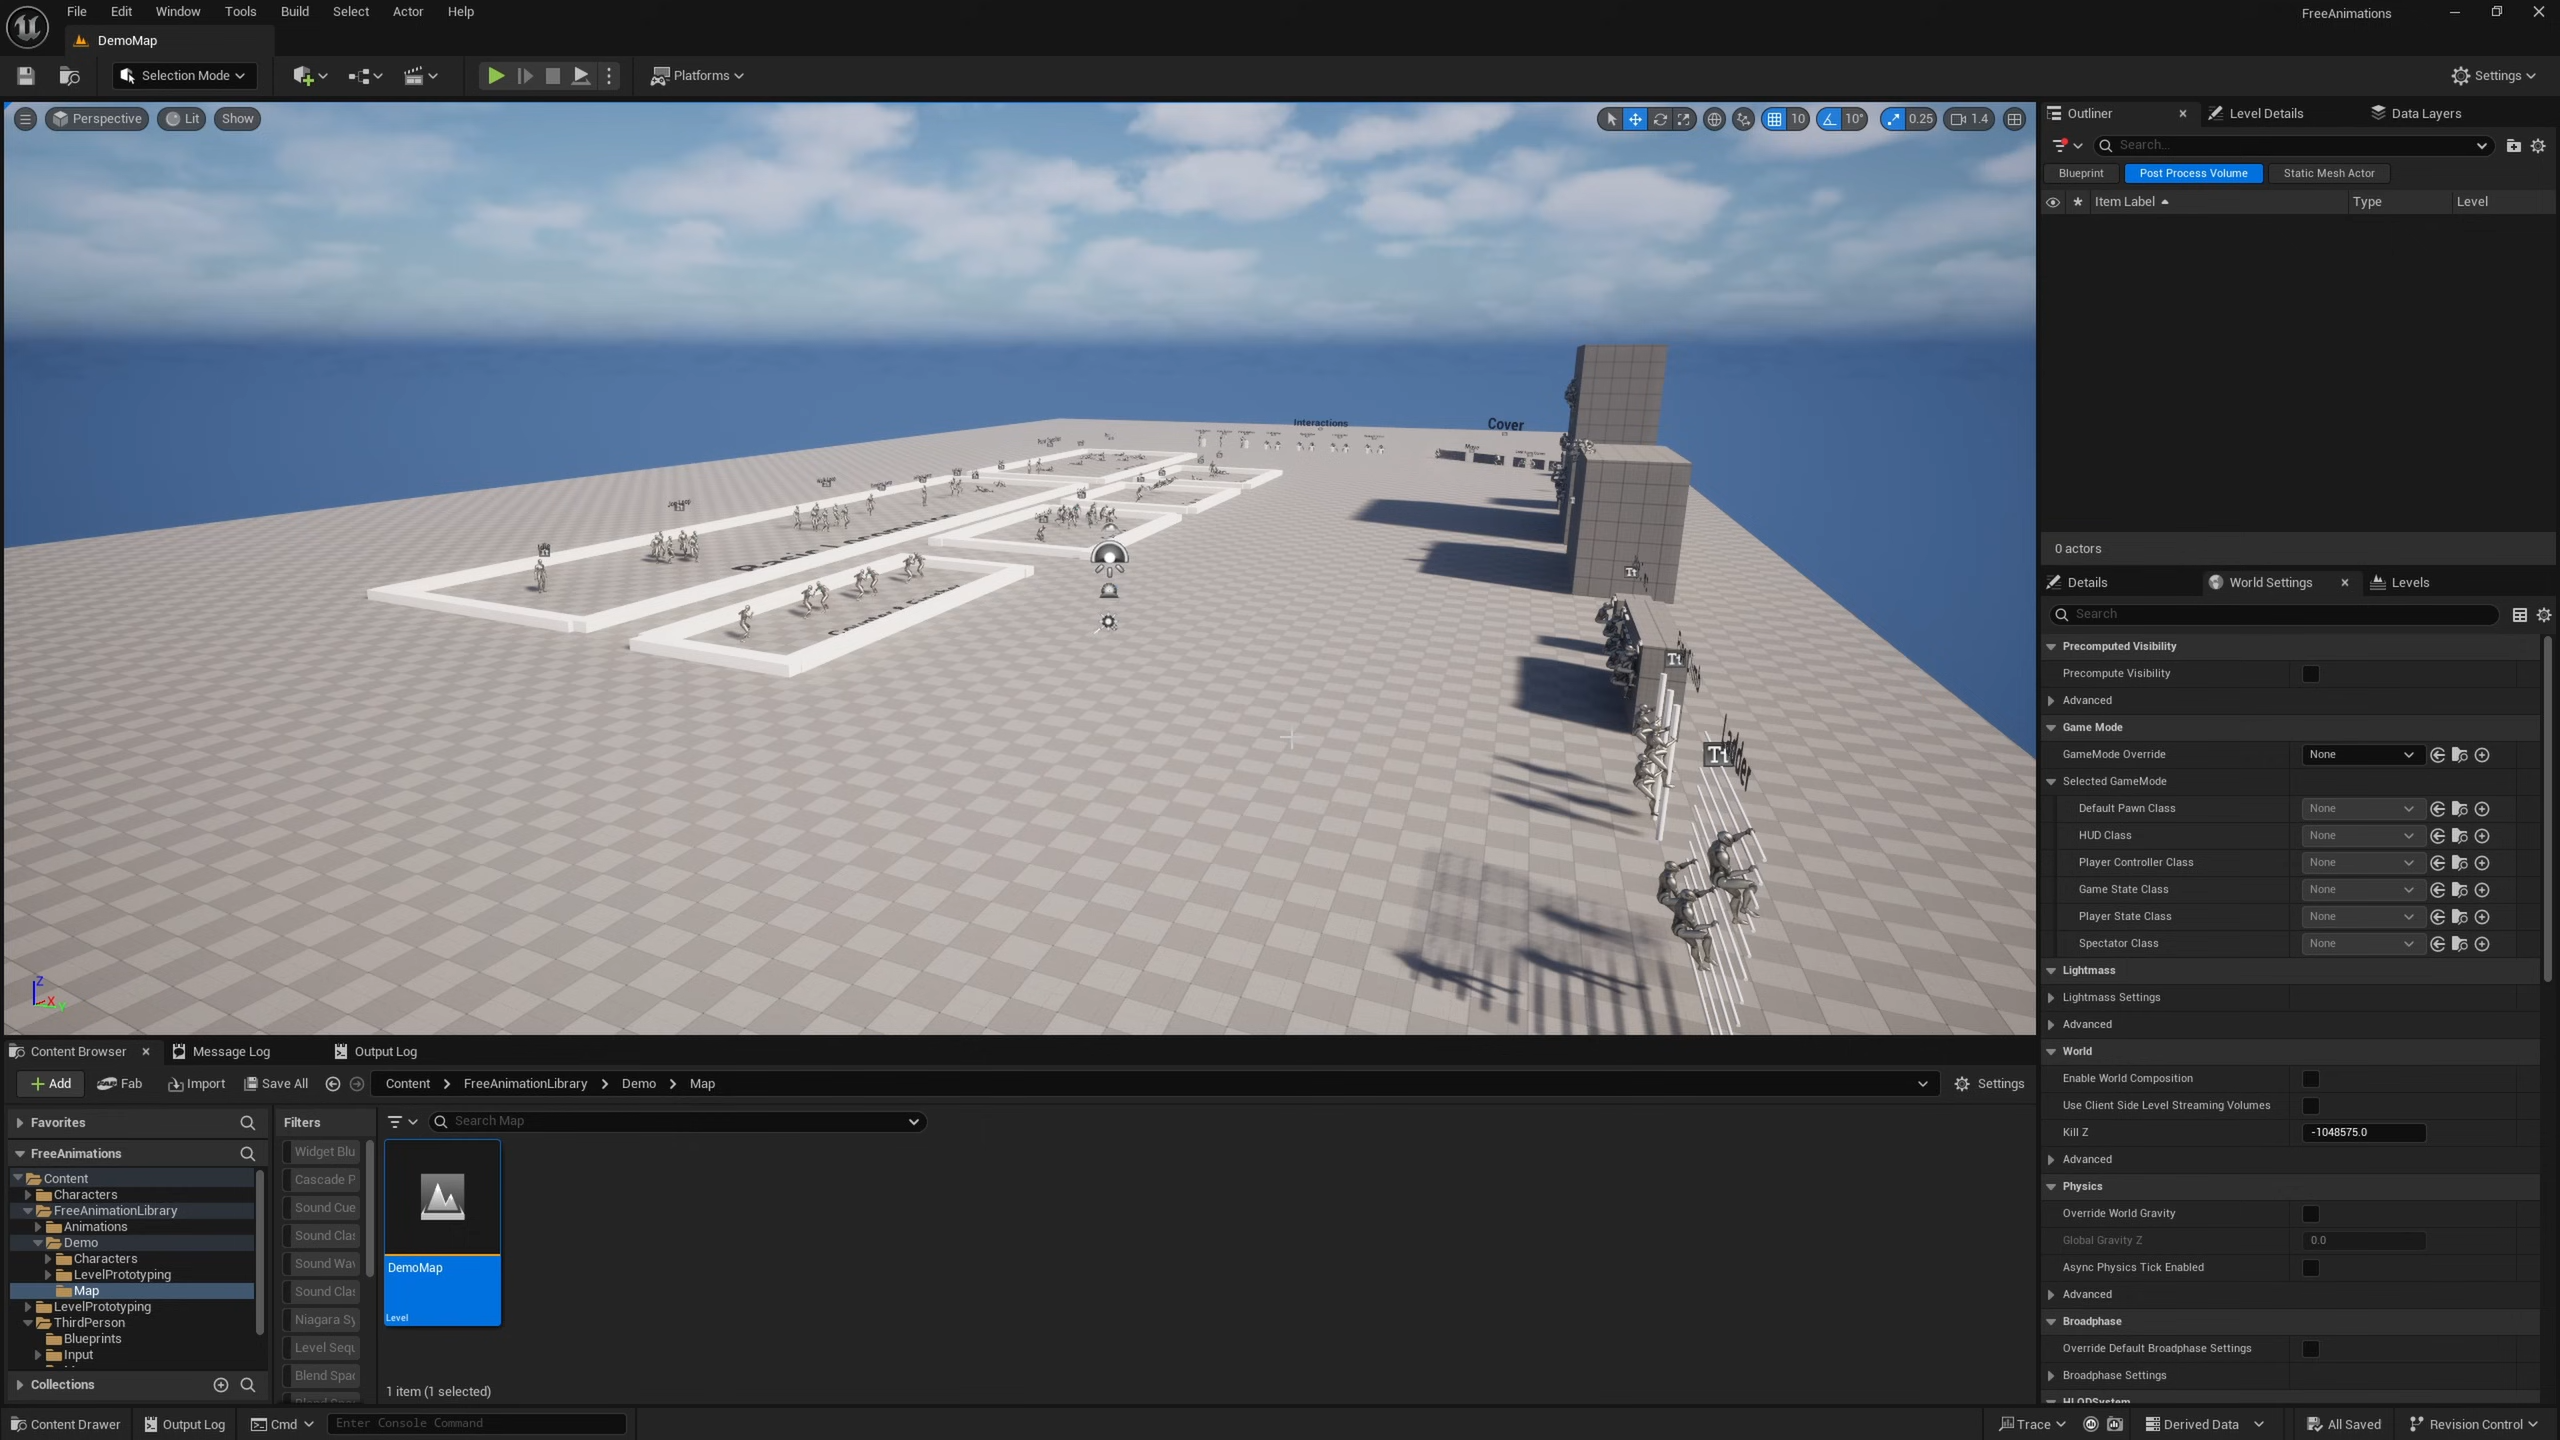 File Edit Window Tools Build Select Actor Help
FreeAnimations
DemoMap
Selection Mode
Platforms
Settings
Perspective
Lit
Show
10
10°
0.25
1.4
Interactions
Cover
Outliner
Level Details
Data Layers
Search...
Blueprint
Post Process Volume
Static Mesh Actor
Item Label
Type
Level
0 actors
Details
World Settings
Levels
Search
Precomputed Visibility
Precompute Visibility
Advanced
Game Mode
GameMode Override
None
Selected GameMode
Default Pawn Class
None
HUD Class
None
Player Controller Class
None
Game State Class
None
Player State Class
None
Spectator Class
None
Lightmass
Lightmass Settings
Advanced
World
Enable World Composition
Use Client Side Level Streaming Volumes
Kill Z
-1048575.0
Advanced
Physics
Override World Gravity
Global Gravity Z
0.0
Async Physics Tick Enabled
Advanced
Broadphase
Override Default Broadphase Settings
Broadphase Settings
HLODSystem
Z
X
Y
Content Browser
Message Log
Output Log
Add
Fab
Import
Save All
Content
FreeAnimationLibrary
Demo
Map
Settings
Favorites
FreeAnimations
Content
Characters
FreeAnimationLibrary
Animations
Demo
Characters
LevelPrototyping
Map
LevelPrototyping
ThirdPerson
Blueprints
Input
Collections
Filters
Widget Blu
Cascade P
Sound Cue
Sound Clas
Sound Wav
Sound Clas
Niagara Sy
Level Sequ
Blend Spac
Search Map
DemoMap
Level
1 item (1 selected)
Content Drawer
Output Log
Cmd
Enter Console Command
Trace
Derived Data
All Saved
Revision Control